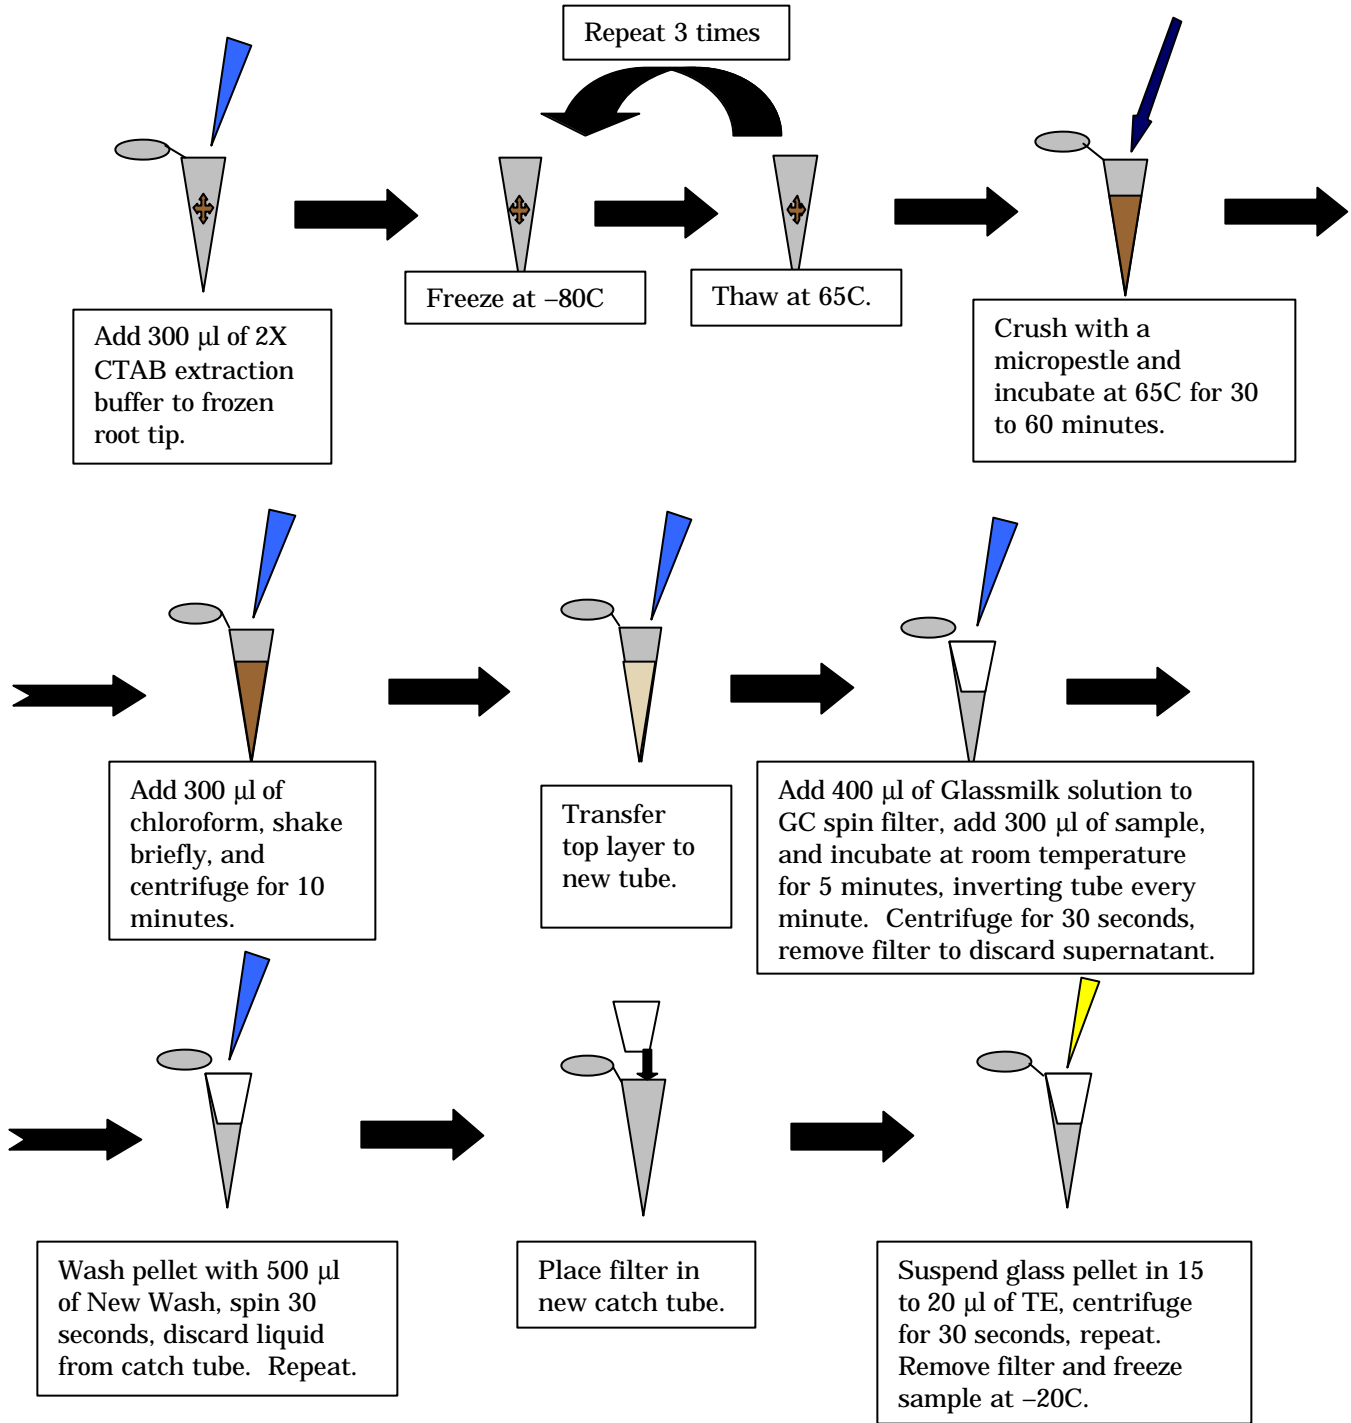 Repeat 3 times
Add 300 µl of 2X
CTAB extraction
buffer to frozen
root tip.
Freeze at –80C
Thaw at 65C.
Crush with a
micropestle and
incubate at 65C for 30
to 60 minutes.
Add 300 µl of
chloroform, shake
briefly, and
centrifuge for 10
minutes.
Transfer
top layer to
new tube.
Add 400 µl of Glassmilk solution to
GC spin filter, add 300 µl of sample,
and incubate at room temperature
for 5 minutes, inverting tube every
minute.  Centrifuge for 30 seconds,
remove filter to discard supernatant.
Wash pellet with 500 µl
of New Wash, spin 30
seconds, discard liquid
from catch tube.  Repeat.
Place filter in
new catch tube.
Suspend glass pellet in 15
to 20 µl of TE, centrifuge
for 30 seconds, repeat.
Remove filter and freeze
sample at –20C.